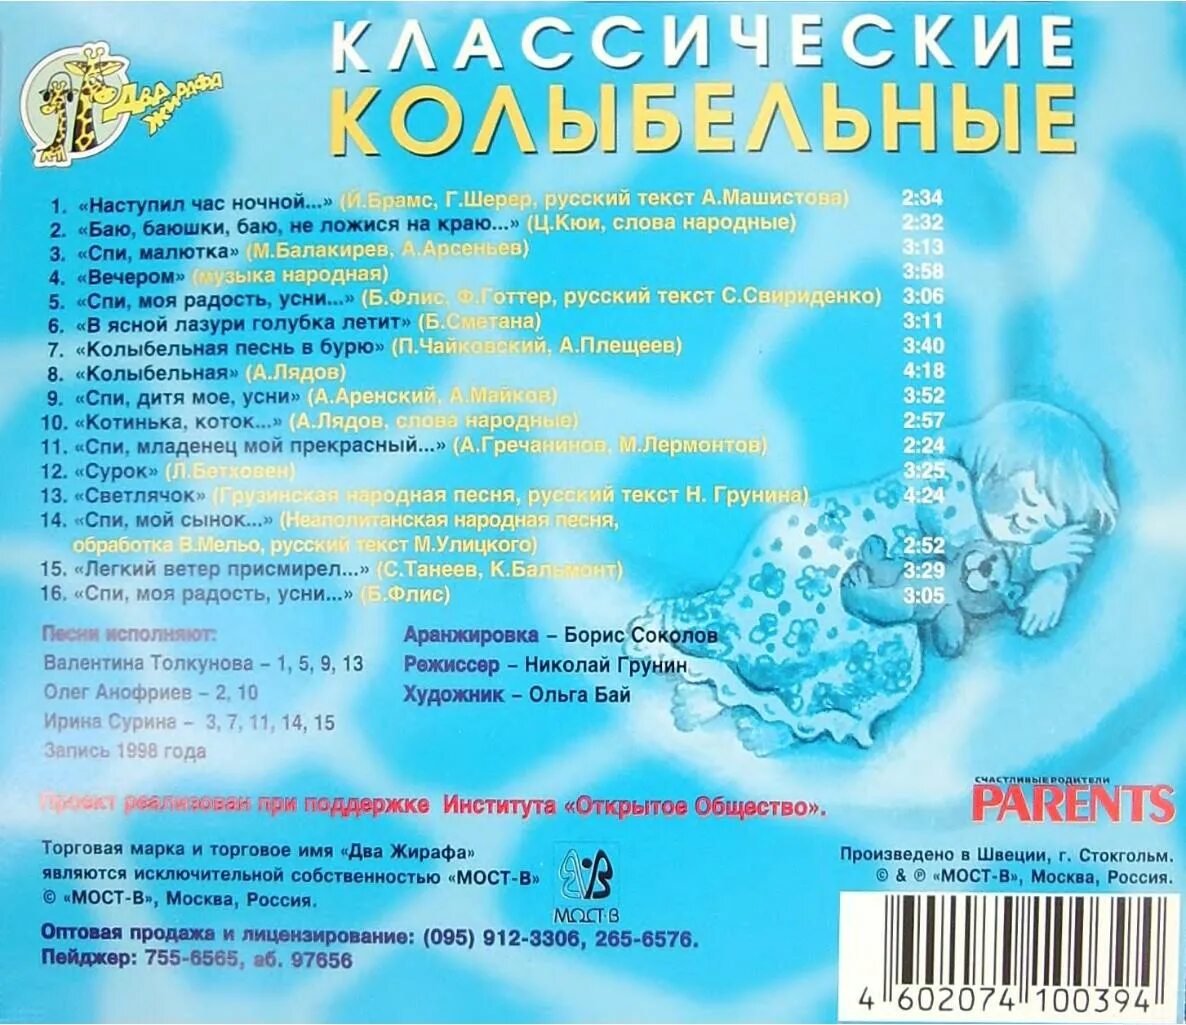 Два
Жирафа
КЛАССИЧЕСКИЕ
КОЛЫБЕЛЬНЫЕ
1. «Наступил час ночной...» (Й.Брамс, Г.Шерер, русский текст А.Машистова) 2:34
2. «Баю, баюшки, баю, не ложися на краю...» (Ц.Кюи, слова народные) 2:32
3. «Спи, малютка» (М.Балакирев, А.Арсеньев) 3:13
4. «Вечером» (музыка народная) 3:58
5. «Спи, моя радость, усни...» (Б.Флис, Ф.Готтер, русский текст С.Свириденко) 3:06
6. «В ясной лазури голубка летит» (Б.Сметана) 3:11
7. «Колыбельная песнь в бурю» (П.Чайковский, А.Плещеев) 3:40
8. «Колыбельная» (А.Лядов) 4:18
9. «Спи, дитя мое, усни» (А.Аренский, А.Майков) 3:52
10. «Котинька, коток...» (А.Лядов, слова народные) 2:57
11. «Спи, младенец мой прекрасный...» (А.Гречанинов, М.Лермонтов) 2:24
12. «Сурок» (Л.Бетховен) 3:25
13. «Светлячок» (Грузинская народная песня, русский текст Н. Грунина) 4:24
14. «Спи, мой сынок...» (Неаполитанская народная песня,
обработка В.Мельо, русский текст М.Улицкого) 2:52
15. «Легкий ветер присмирел...» (С.Танеев, К.Бальмонт) 3:29
16. «Спи, моя радость, усни...» (Б.Флис) 3:05
Песни исполняют:
Валентина Толкунова – 1, 5, 9, 13
Олег Анофриев – 2, 10
Ирина Сурина – 3, 7, 11, 14, 15
Запись 1998 года
Аранжировка – Борис Соколов
Режиссер – Николай Грунин
Художник – Ольга Бай
Проект реализован при поддержке Института «Открытое Общество».
СЧАСТЛИВЫЕ РОДИТЕЛИ
PARENTS
Торговая марка и торговое имя «Два Жирафа»
являются исключительной собственностью «МОСТ-В»
© «МОСТ-В», Москва, Россия.
МОСТ-В
Произведено в Швеции, г. Стокгольм.
© & ℗ «МОСТ-В», Москва, Россия.
Оптовая продажа и лицензирование: (095) 912-3306, 265-6576.
Пейджер: 755-6565, аб. 97656
4 602074 100394